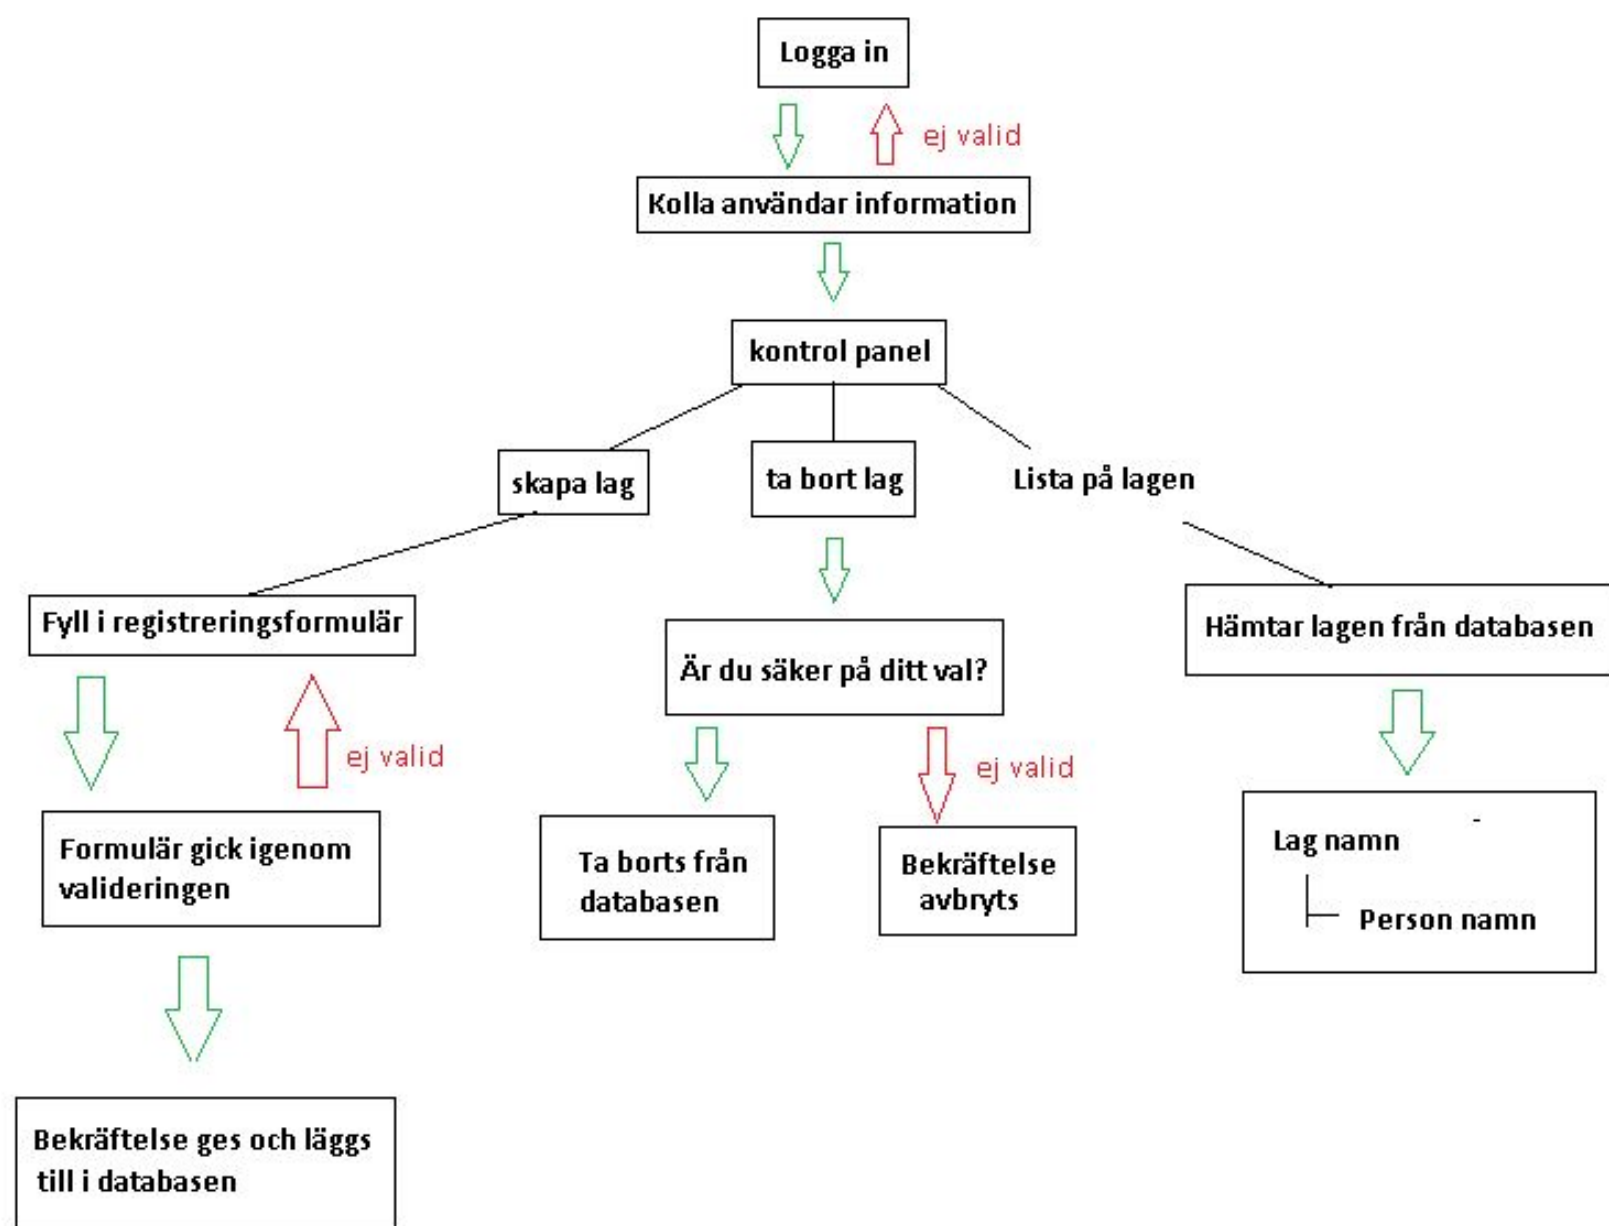 Logga in
ej valid
Kolla användar information
kontrol panel
skapa lag
ta bort lag
Lista på lagen
Fyll i registreringsformulär
Är du säker på ditt val?
Hämtar lagen från databasen
ej valid
ej valid
Formulär gick igenom
valideringen
Ta borts från
databasen
Bekräftelse
avbryts
Lag namn
Person namn
Bekräftelse ges och läggs
till i databasen